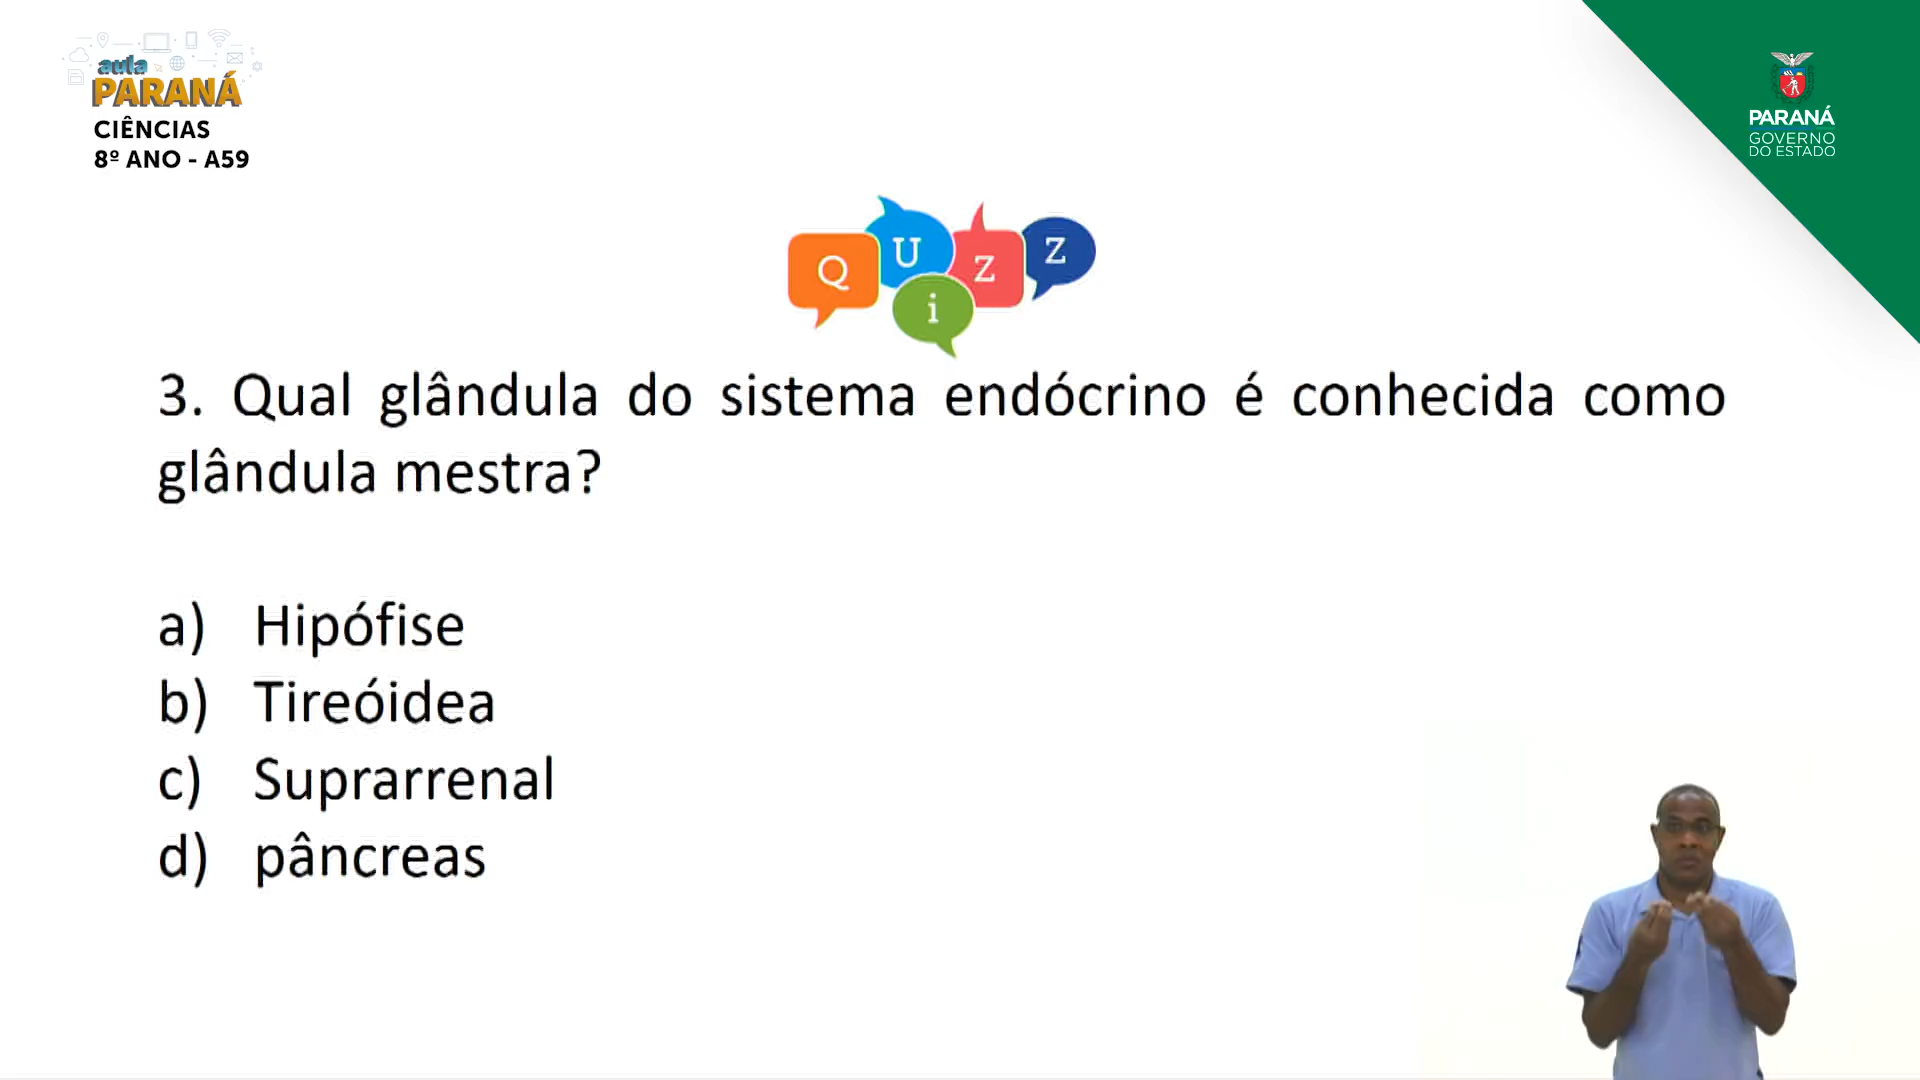 aula
PARANÁ
CIÊNCIAS
8º ANO - A59
PARANÁ
GOVERNO
DO ESTADO
QUiZZ
3. Qual glândula do sistema endócrino é conhecida como
glândula mestra?
a) Hipófise
b) Tireóidea
c) Suprarrenal
d) pâncreas